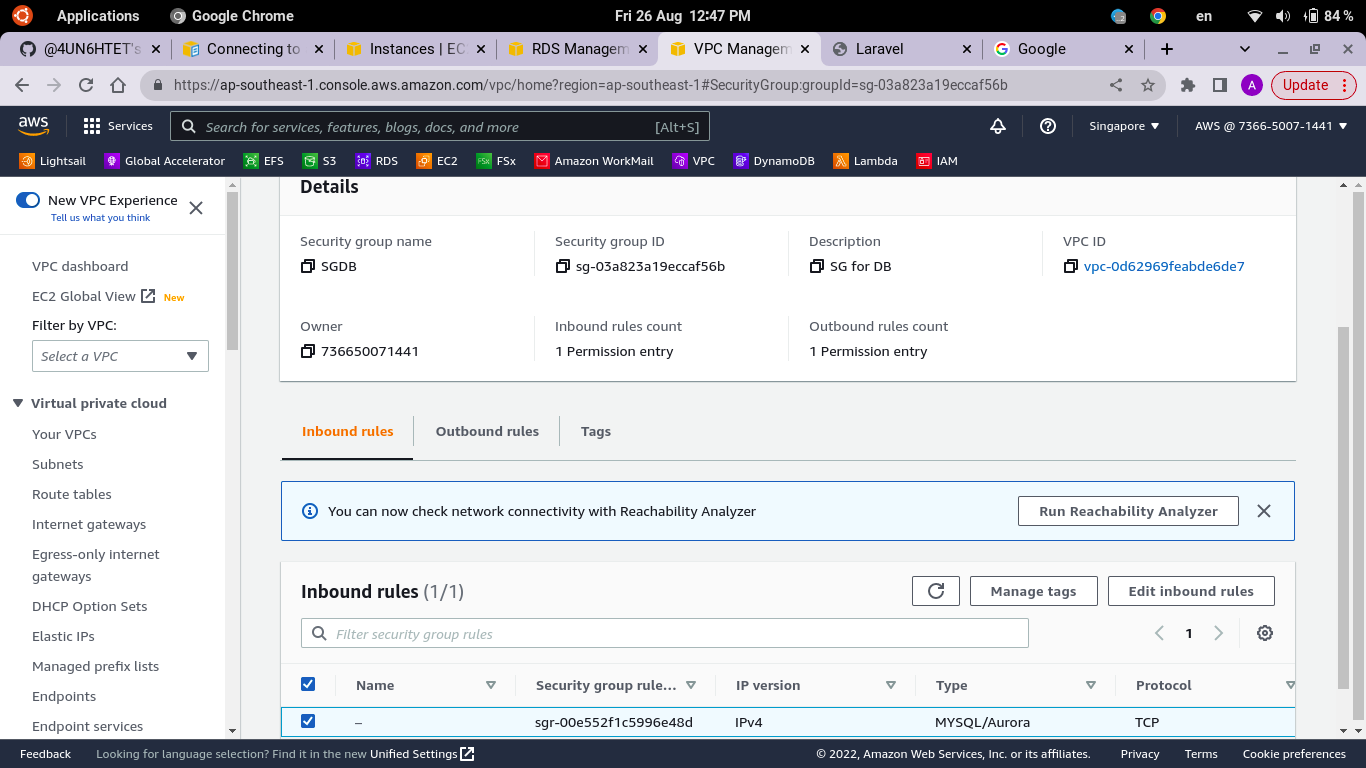 Applications Google Chrome Fri 26 Aug 12:47 PM en 84 %
@4UN6HTET's Connecting to Instances | EC RDS Managem VPC Managem Laravel Google
https://ap-southeast-1.console.aws.amazon.com/vpc/home?region=ap-southeast-1#SecurityGroup:groupId=sg-03a823a19eccaf56b A Update
aws Services Search for services, features, blogs, docs, and more [Alt+S] Singapore AWS @ 7366-5007-1441
Lightsail Global Accelerator EFS S3 RDS EC2 FSx Amazon WorkMail VPC DynamoDB Lambda IAM
New VPC Experience
Tell us what you think
VPC dashboard
EC2 Global View New
Filter by VPC:
Select a VPC
Virtual private cloud
Your VPCs
Subnets
Route tables
Internet gateways
Egress-only internet
gateways
DHCP Option Sets
Elastic IPs
Managed prefix lists
Endpoints
Endpoint services
Details
Security group name Security group ID Description VPC ID
SGDB sg-03a823a19eccaf56b SG for DB vpc-0d62969feabde6de7
Owner Inbound rules count Outbound rules count
736650071441 1 Permission entry 1 Permission entry
Inbound rules Outbound rules Tags
You can now check network connectivity with Reachability Analyzer Run Reachability Analyzer
Inbound rules (1/1) Manage tags Edit inbound rules
Filter security group rules 1
Name Security group rule... IP version Type Protocol
– sgr-00e552f1c5996e48d IPv4 MYSQL/Aurora TCP
Feedback Looking for language selection? Find it in the new Unified Settings © 2022, Amazon Web Services, Inc. or its affiliates. Privacy Terms Cookie preferences